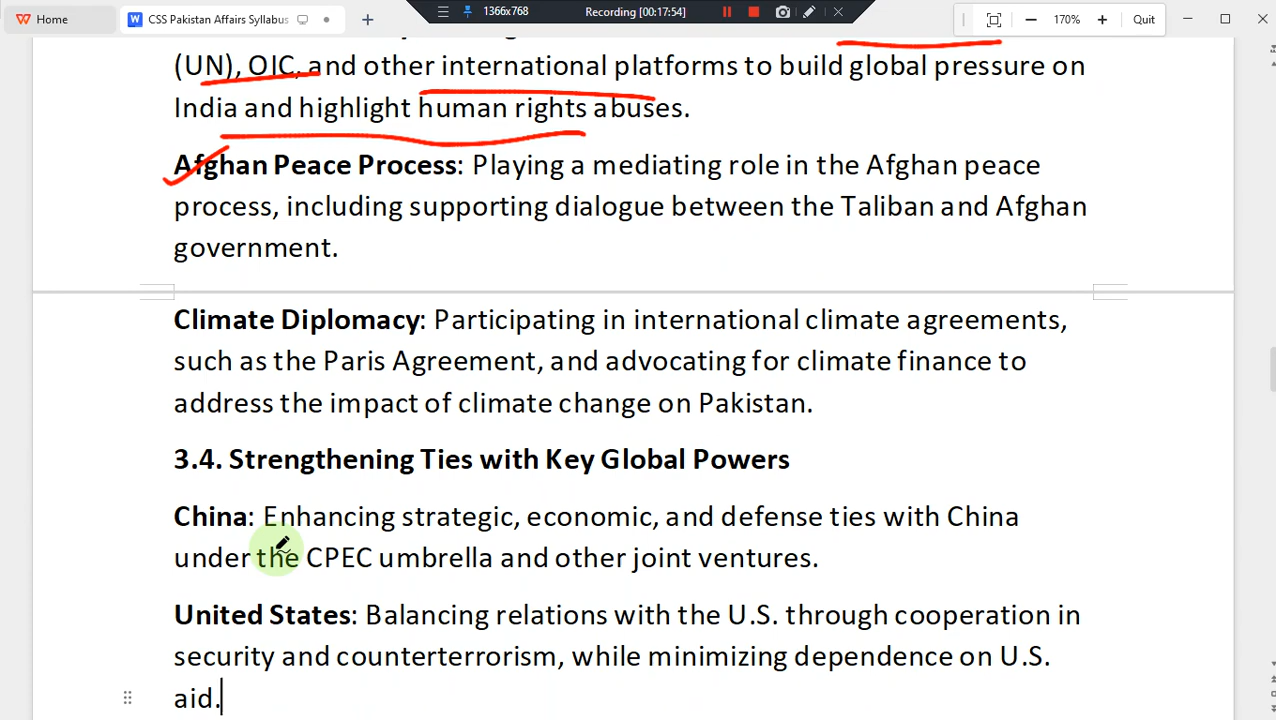 Home
CSS Pakistan Affairs Syllabus
1366x768
Recording [00:17:54]
170%
Quit
(UN), OIC, and other international platforms to build global pressure on
India and highlight human rights abuses.
Afghan Peace Process: Playing a mediating role in the Afghan peace
process, including supporting dialogue between the Taliban and Afghan
government.
Climate Diplomacy: Participating in international climate agreements,
such as the Paris Agreement, and advocating for climate finance to
address the impact of climate change on Pakistan.
3.4. Strengthening Ties with Key Global Powers
China: Enhancing strategic, economic, and defense ties with China
under the CPEC umbrella and other joint ventures.
United States: Balancing relations with the U.S. through cooperation in
security and counterterrorism, while minimizing dependence on U.S.
aid.